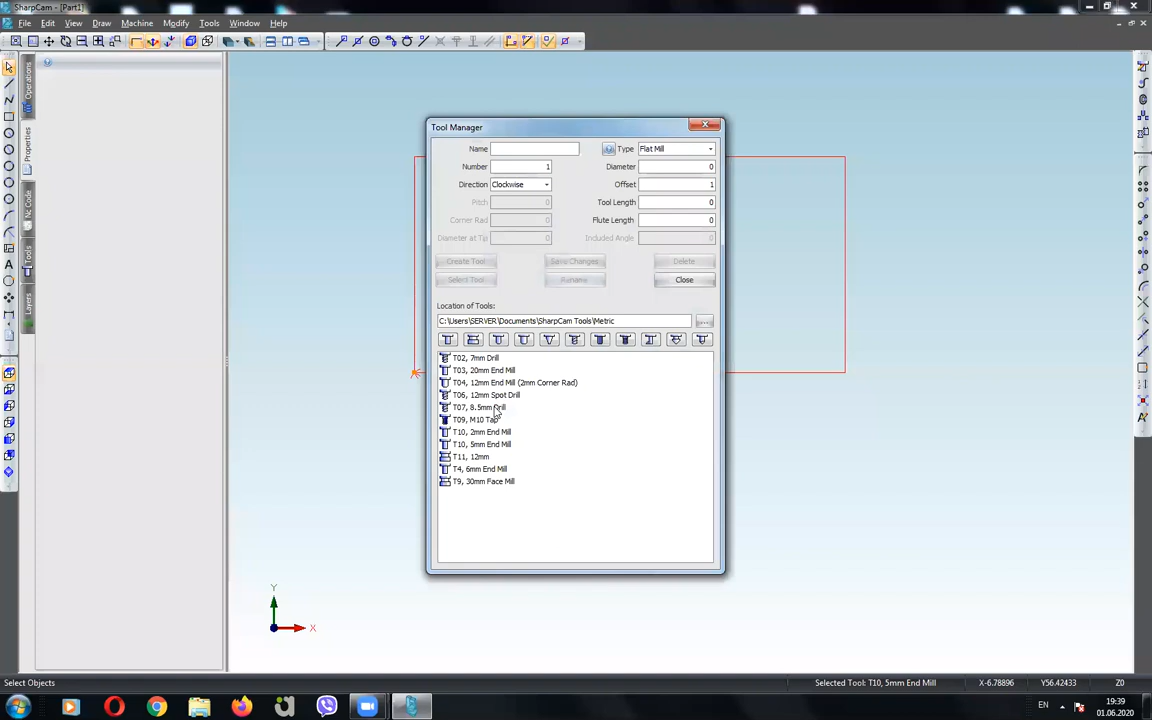 SharpCam - [Part1]
File Edit View Draw Machine Modify Tools Window Help
Operations
Properties
Nc Code
Tools
Layers
Tool Manager
Name Type Flat Mill
Number 1 Diameter 0
Direction Clockwise Offset 1
Pitch 0 Tool Length 0
Corner Rad 0 Flute Length 0
Diameter at Tip 0 Included Angle 0
Create Tool Save Changes Delete
Select Tool Rename Close
Location of Tools:
C:\Users\SERVER\Documents\SharpCam Tools\Metric
T02, 7mm Drill
T03, 20mm End Mill
T04, 12mm End Mill (2mm Corner Rad)
T06, 12mm Spot Drill
T07, 8.5mm Drill
T09, M10 Tap
T10, 2mm End Mill
T10, 5mm End Mill
T11, 12mm
T4, 6mm End Mill
T9, 30mm Face Mill
Y
X
Select Objects Selected Tool: T10, 5mm End Mill X-6.78896 Y56.42433 Z0
EN 19:39
01.06.2020